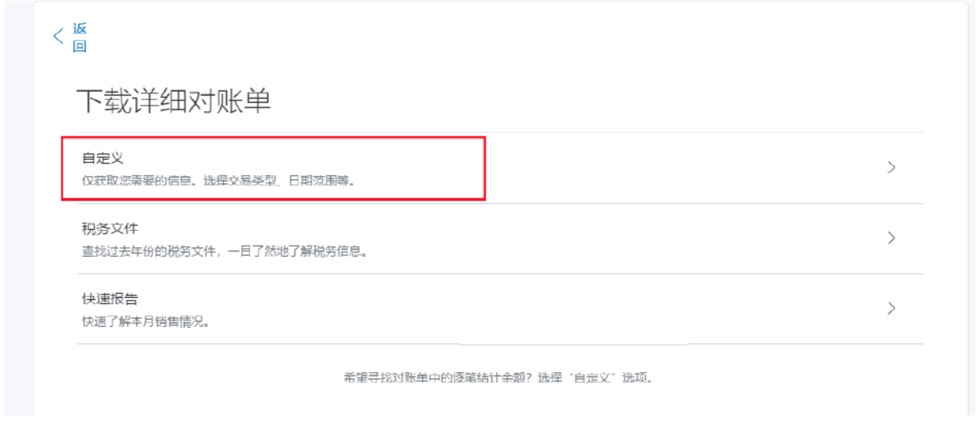 返
回
下载详细对账单
自定义
仅获取您需要的信息。选择交易类型、日期范围等。
税务文件
查找过去年份的税务文件，一目了然地了解税务信息。
快速报告
快速了解本月销售情况。
希望寻找对账单中的逐笔结计余额？选择“自定义”选项。